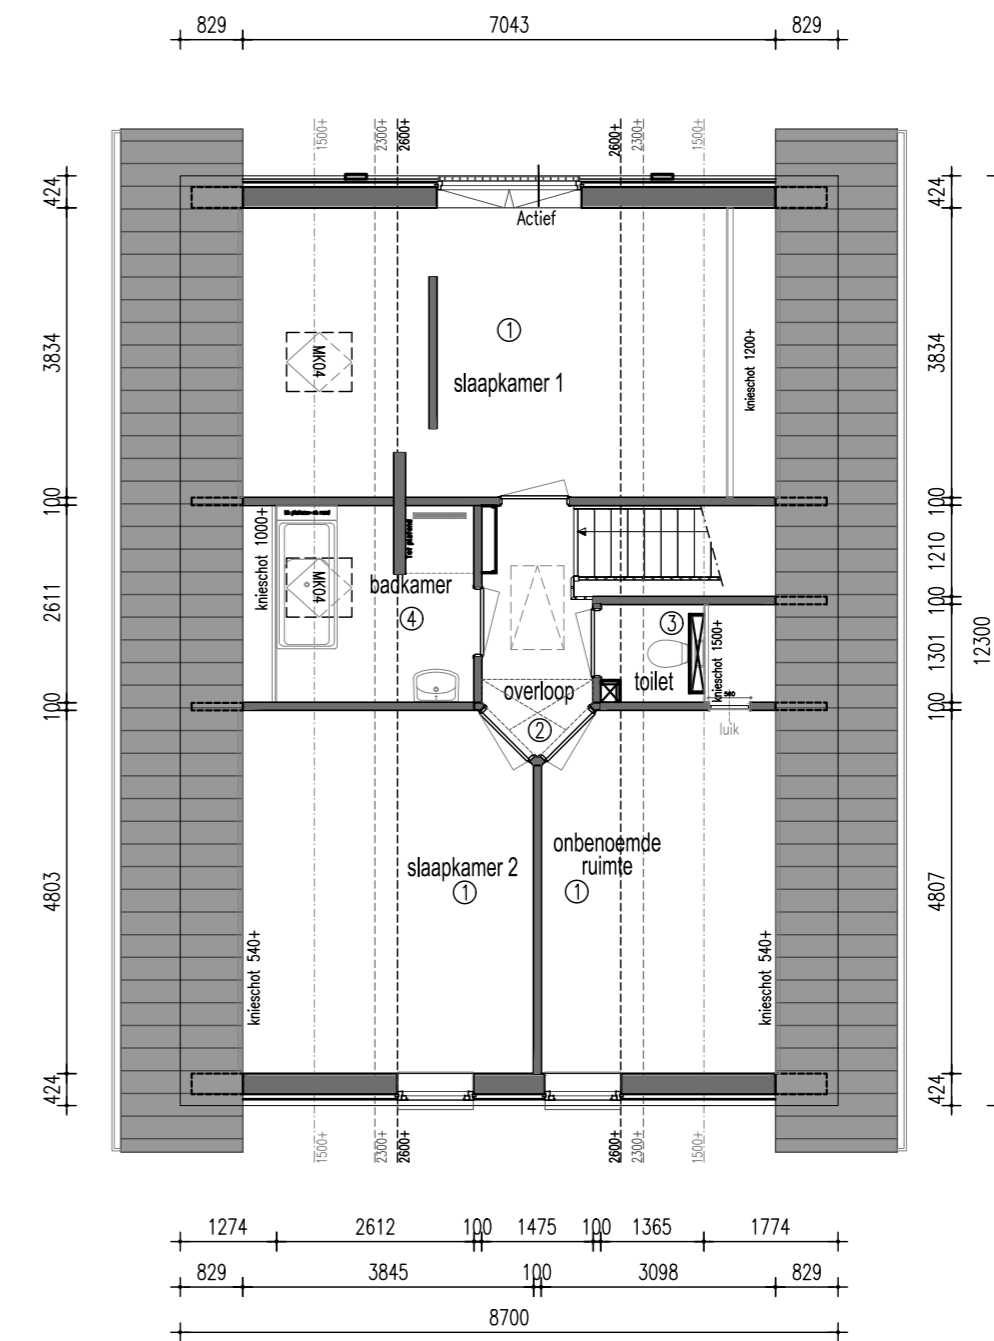 829 7043 829
1500+ 2300+ 2600+ 2600+ 2300+ 1500+
424 424
Actief
3834 3834
MK04
1
slaapkamer 1
knieschot 1200+
100 100
knieschot 1000+
Tot plafond
1210
2611
MK04
badkamer
4
100
3
1301
12300
knieschot 1500+
toilet
overloop
100 100
2
luik
onbenoemde
ruimte
slaapkamer 2
1 1
4803 4807
knieschot 540+ knieschot 540+
424 424
1500+ 2300+ 2600+ 2600+ 2300+ 1500+
1274 2612 100 1475 100 1365 1774
829 3845 100 3098 829
8700